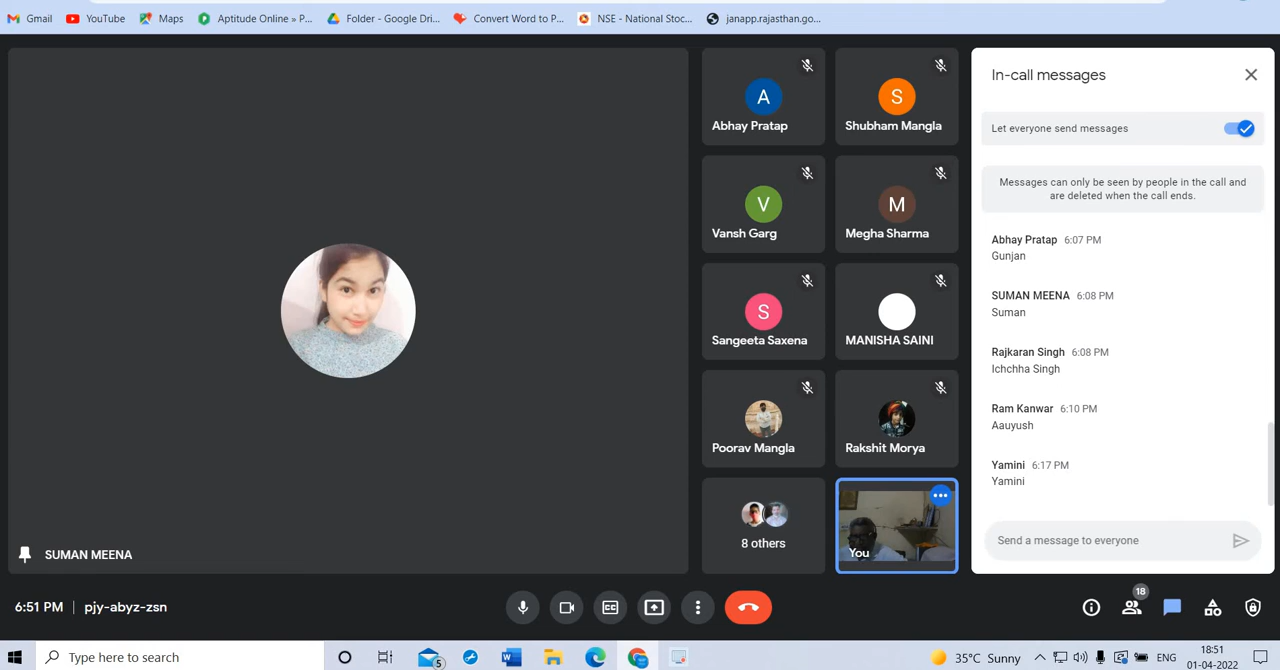 Gmail YouTube Maps Aptitude Online » P... Folder - Google Dri... Convert Word to P... NSE - National Stoc... janapp.rajasthan.go...
A
Abhay Pratap
S
Shubham Mangla
V
Vansh Garg
M
Megha Sharma
S
Sangeeta Saxena
MANISHA SAINI
Poorav Mangla
Rakshit Morya
8 others
You
SUMAN MEENA
In-call messages
Let everyone send messages
Messages can only be seen by people in the call and
are deleted when the call ends.
Abhay Pratap 6:07 PM
Gunjan
SUMAN MEENA 6:08 PM
Suman
Rajkaran Singh 6:08 PM
Ichchha Singh
Ram Kanwar 6:10 PM
Aauyush
Yamini 6:17 PM
Yamini
Send a message to everyone
6:51 PM | pjy-abyz-zsn
CC
18
Type here to search
5
W
35°C Sunny
ENG
18:51
01-04-2022